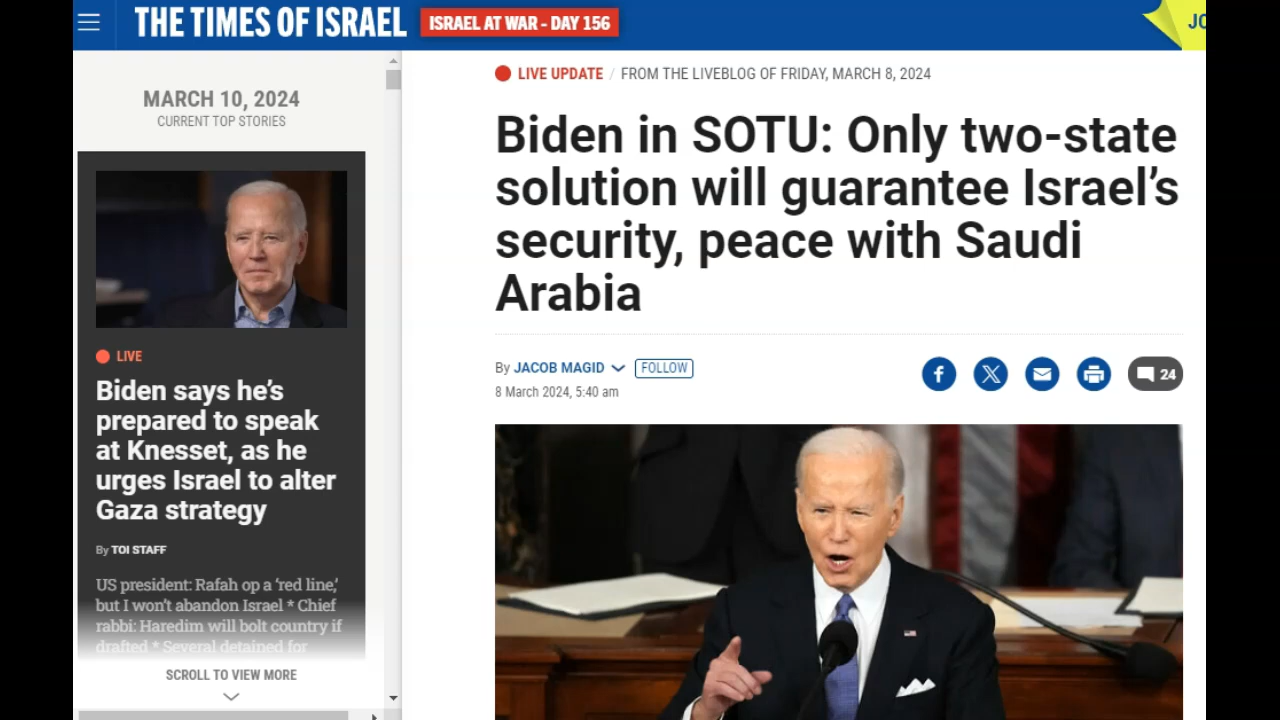 THE TIMES OF ISRAEL
ISRAEL AT WAR - DAY 156
MARCH 10, 2024
CURRENT TOP STORIES
LIVE
Biden says he's
prepared to speak
at Knesset, as he
urges Israel to alter
Gaza strategy
By TOI STAFF
US president: Rafah op a 'red line,'
but I won't abandon Israel * Chief
rabbi: Haredim will bolt country if
drafted * Several detained for
SCROLL TO VIEW MORE
LIVE UPDATE / FROM THE LIVEBLOG OF FRIDAY, MARCH 8, 2024
Biden in SOTU: Only two-state
solution will guarantee Israel’s
security, peace with Saudi
Arabia
By JACOB MAGID FOLLOW
8 March 2024, 5:40 am
24